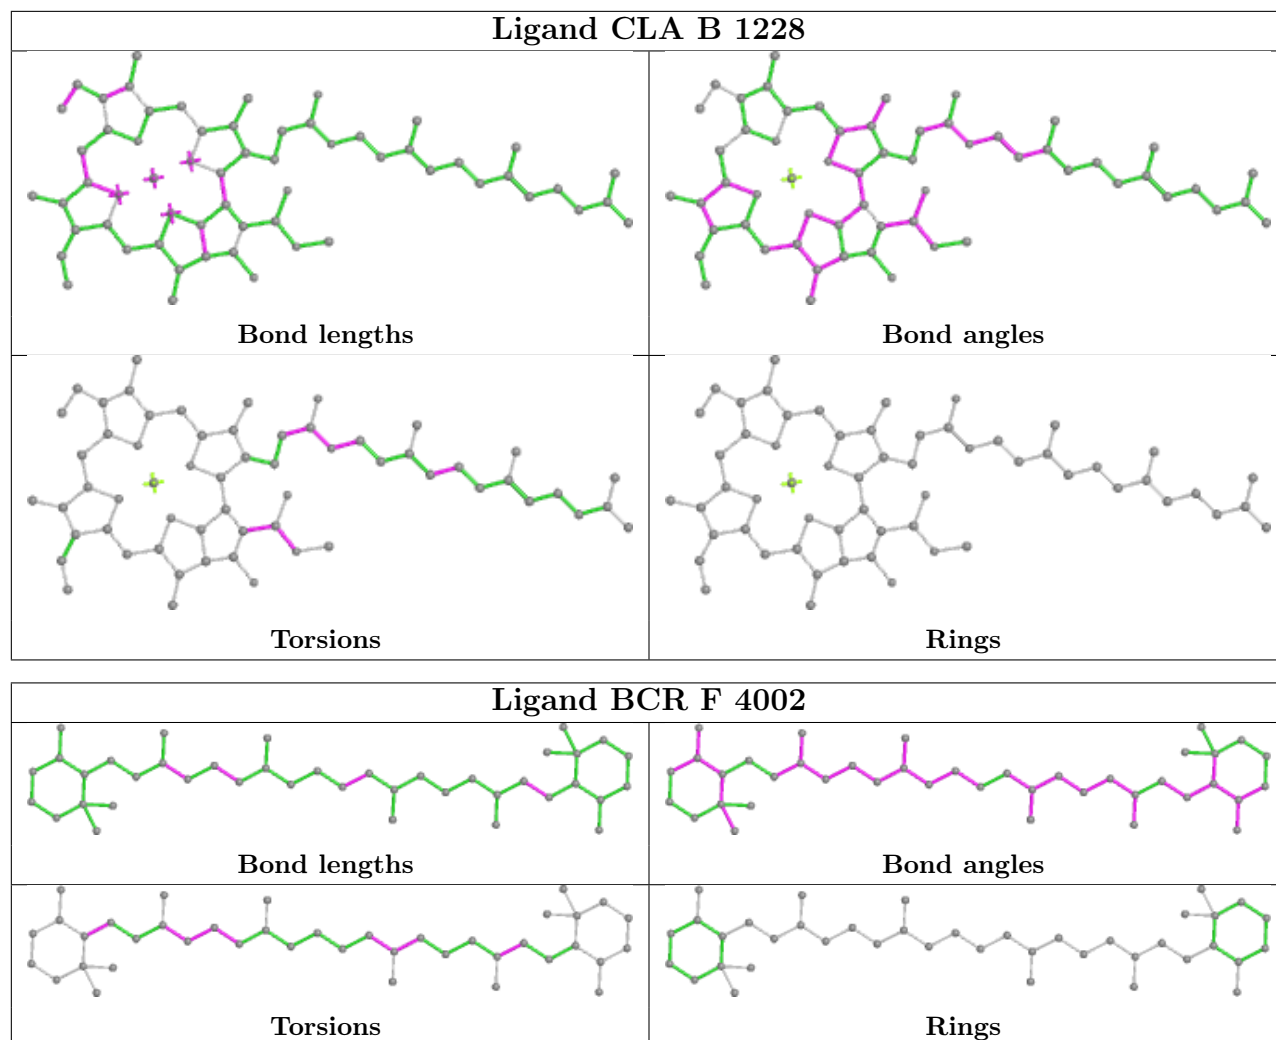 Ligand CLA B 1228
Bond lengths
Bond angles
Torsions
Rings
Ligand BCR F 4002
Bond lengths
Bond angles
Torsions
Rings